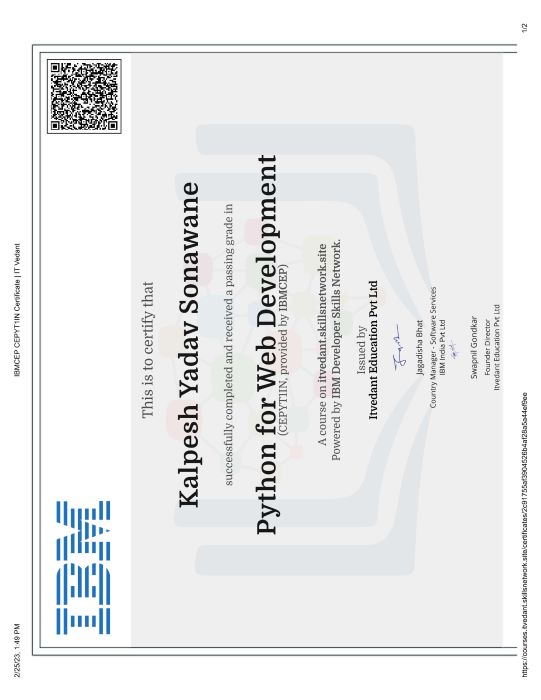 2/25/23, 1:49 PM
IBMCEP CEPYT1IN Certificate | IT Vedant
IBM
This is to certify that
Kalpesh Yadav Sonawane
successfully completed and received a passing grade in
Python for Web Development
(CEPYT1IN, provided by IBMCEP)
A course on itvedant.skillsnetwork.site
Powered by IBM Developer Skills Network.
Issued by
Itvedant Education Pvt Ltd
Jagadisha Bhat
Country Manager - Software Services
IBM India Pvt Ltd
Swapnil Gondkar
Founder Director
Itvedant Education Pvt Ltd
https://courses.itvedant.skillsnetwork.site/certificates/2c91755af3904526b4af28a5a44ef9ee
1/2